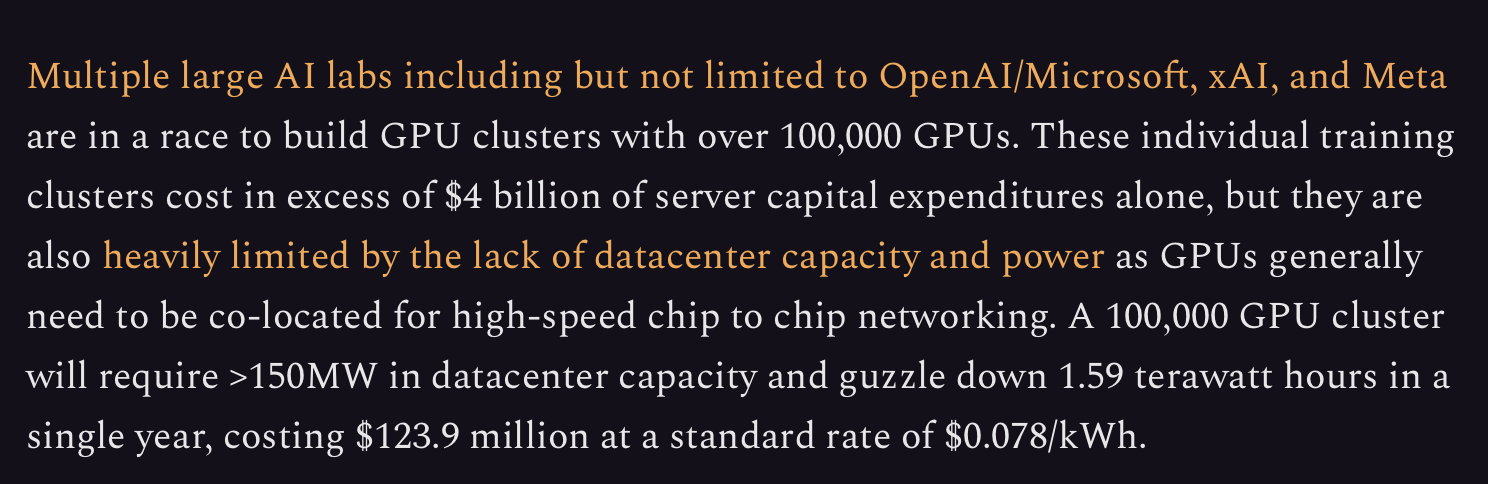 Multiple large AI labs including but not limited to OpenAI/Microsoft, xAI, and Meta
are in a race to build GPU clusters with over 100,000 GPUs. These individual training
clusters cost in excess of $4 billion of server capital expenditures alone, but they are
also heavily limited by the lack of datacenter capacity and power as GPUs generally
need to be co-located for high-speed chip to chip networking. A 100,000 GPU cluster
will require >150MW in datacenter capacity and guzzle down 1.59 terawatt hours in a
single year, costing $123.9 million at a standard rate of $0.078/kWh.